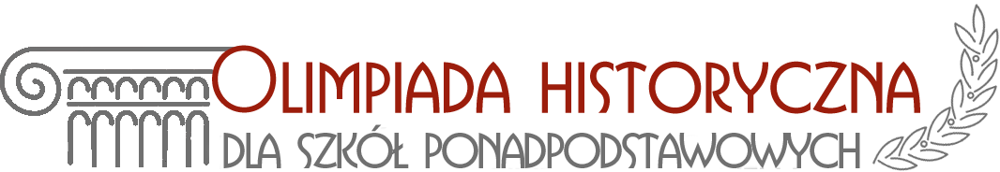 OLIMPIADA HISTORYCZNA
DLA SZKÓŁ PONADPODSTAWOWYCH